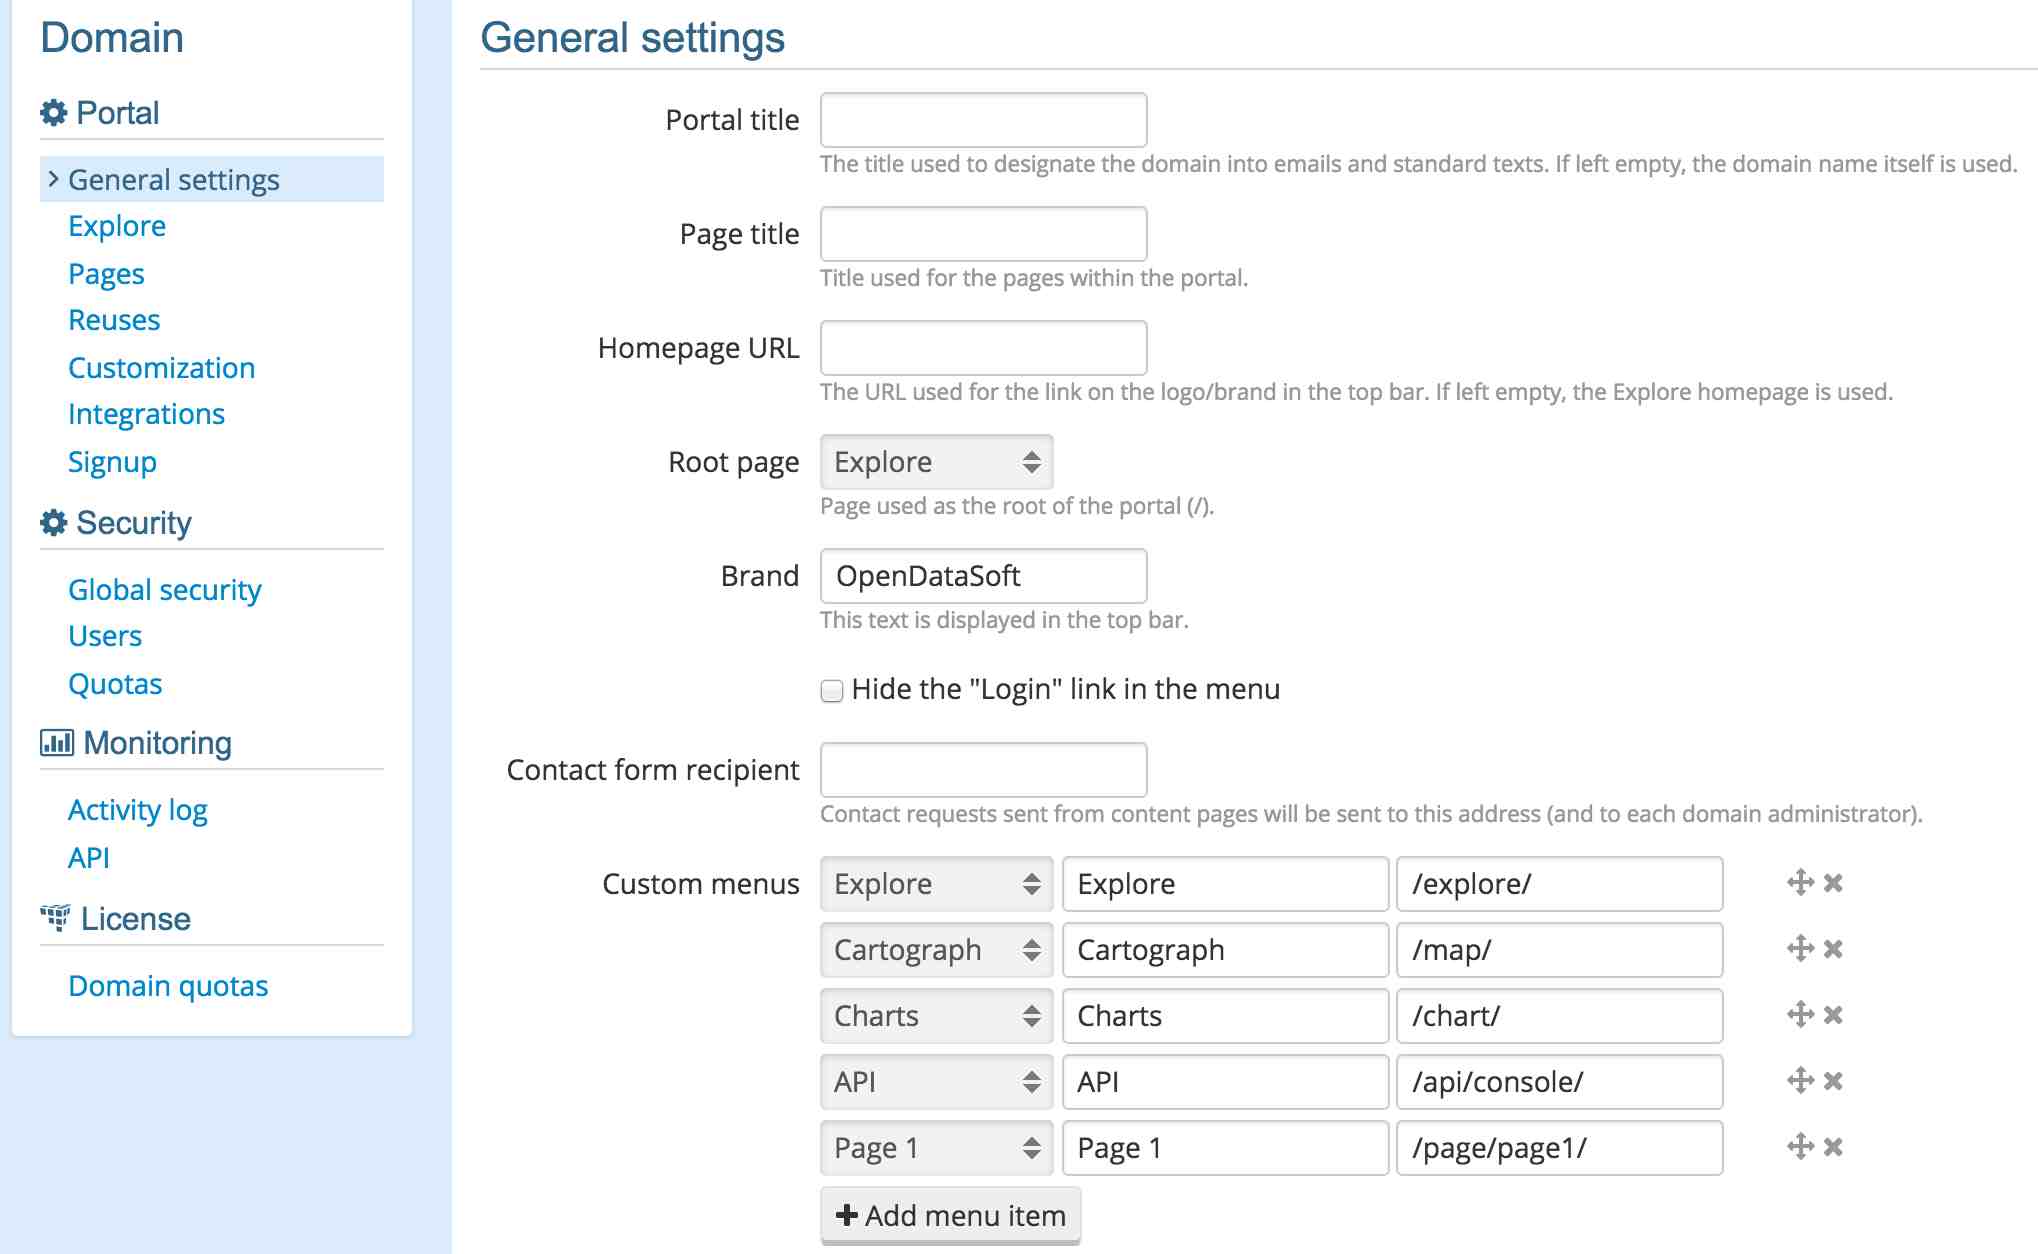 Domain
Portal
General settings
Explore
Pages
Reuses
Customization
Integrations
Signup
Security
Global security
Users
Quotas
Monitoring
Activity log
API
License
Domain quotas
General settings
Portal title
The title used to designate the domain into emails and standard texts. If left empty, the domain name itself is used.
Page title
Title used for the pages within the portal.
Homepage URL
The URL used for the link on the logo/brand in the top bar. If left empty, the Explore homepage is used.
Root page Explore
Page used as the root of the portal (/).
Brand OpenDataSoft
This text is displayed in the top bar.
Hide the "Login" link in the menu
Contact form recipient
Contact requests sent from content pages will be sent to this address (and to each domain administrator).
Custom menus Explore Explore /explore/
Cartograph Cartograph /map/
Charts Charts /chart/
API API /api/console/
Page 1 Page 1 /page/page1/
Add menu item